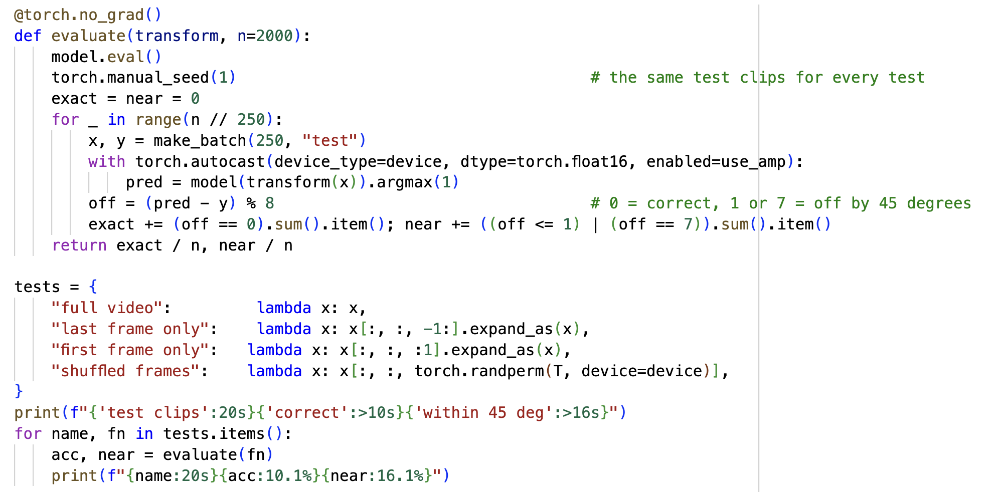 @torch.no_grad()
def evaluate(transform, n=2000):
    model.eval()
    torch.manual_seed(1)                                      # the same test clips for every test
    exact = near = 0
    for _ in range(n // 250):
        x, y = make_batch(250, "test")
        with torch.autocast(device_type=device, dtype=torch.float16, enabled=use_amp):
            pred = model(transform(x)).argmax(1)
        off = (pred - y) % 8                                  # 0 = correct, 1 or 7 = off by 45 degrees
        exact += (off == 0).sum().item(); near += ((off <= 1) | (off == 7)).sum().item()
    return exact / n, near / n

tests = {
    "full video":         lambda x: x,
    "last frame only":    lambda x: x[:, :, -1:].expand_as(x),
    "first frame only":   lambda x: x[:, :, :1].expand_as(x),
    "shuffled frames":    lambda x: x[:, :, torch.randperm(T, device=device)],
}
print(f"{'test clips':20s}{'correct':>10s}{'within 45 deg':>16s}")
for name, fn in tests.items():
    acc, near = evaluate(fn)
    print(f"{name:20s}{acc:10.1%}{near:16.1%}")